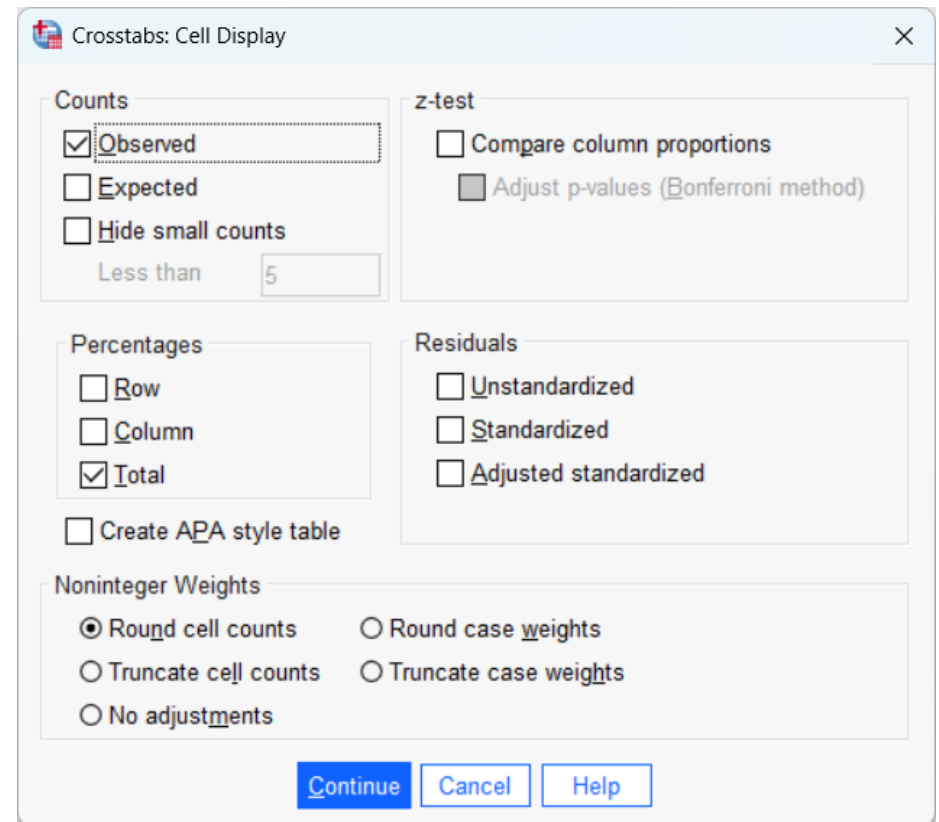 Crosstabs: Cell Display
Counts
Observed
Expected
Hide small counts
Less than 5
z-test
Compare column proportions
Adjust p-values (Bonferroni method)
Percentages
Row
Column
Total
Create APA style table
Residuals
Unstandardized
Standardized
Adjusted standardized
Noninteger Weights
Round cell counts Round case weights
Truncate cell counts Truncate case weights
No adjustments
Continue Cancel Help